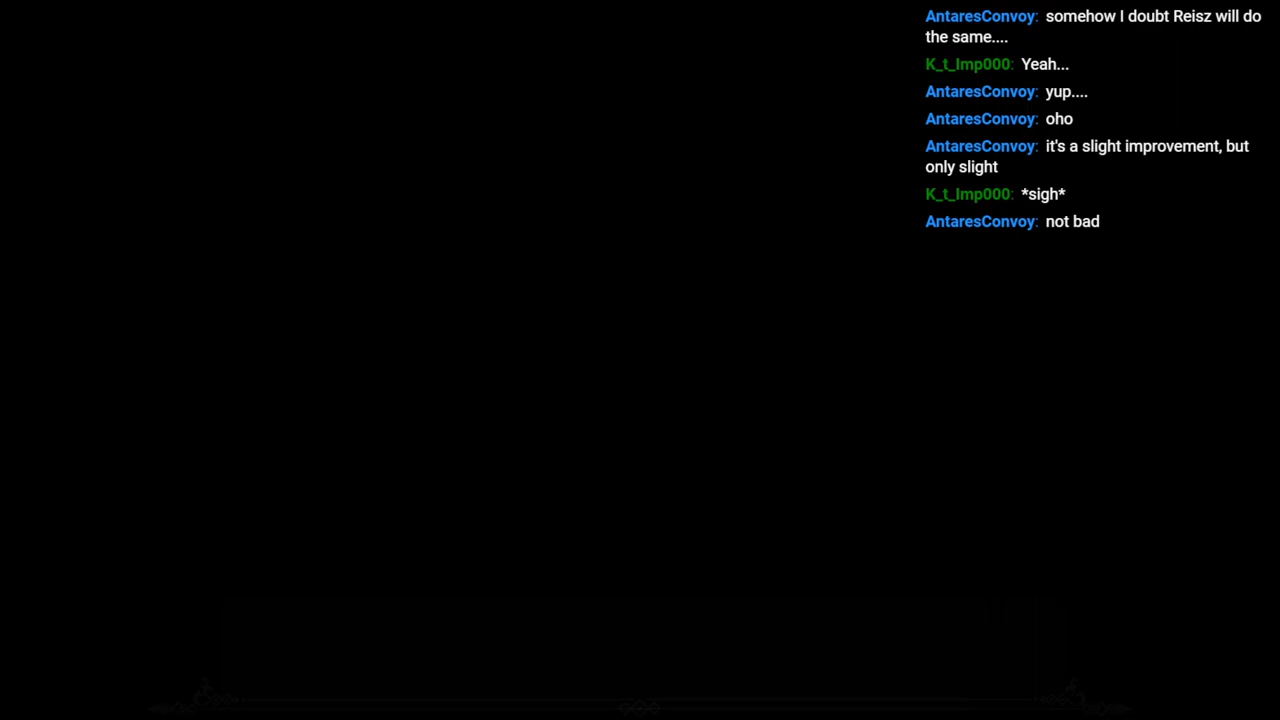 AntaresConvoy: somehow I doubt Reisz will do
the same....
K_t_Imp000: Yeah...
AntaresConvoy: yup....
AntaresConvoy: oho
AntaresConvoy: it's a slight improvement, but
only slight
K_t_Imp000: *sigh*
AntaresConvoy: not bad